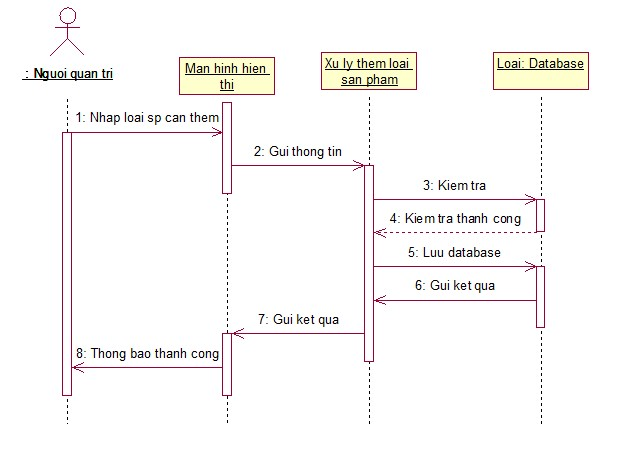 : Nguoi quan tri
Man hinh hien
thi
Xu ly them loai
san pham
Loai: Database
1: Nhap loai sp can them
2: Gui thong tin
3: Kiem tra
4: Kiem tra thanh cong
5: Luu database
6: Gui ket qua
7: Gui ket qua
8: Thong bao thanh cong